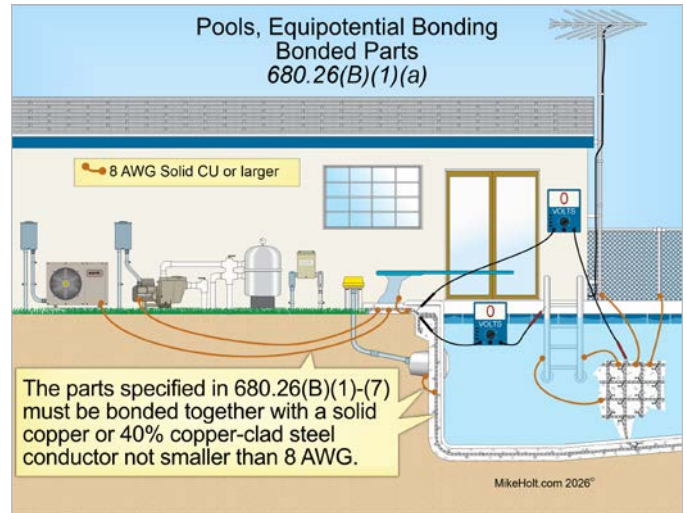 Pools, Equipotential Bonding
Bonded Parts
680.26(B)(1)(a)
8 AWG Solid CU or larger
0
VOLTS
0
VOLTS
The parts specified in 680.26(B)(1)-(7)
must be bonded together with a solid
copper or 40% copper-clad steel
conductor not smaller than 8 AWG.
MikeHolt.com 2026©